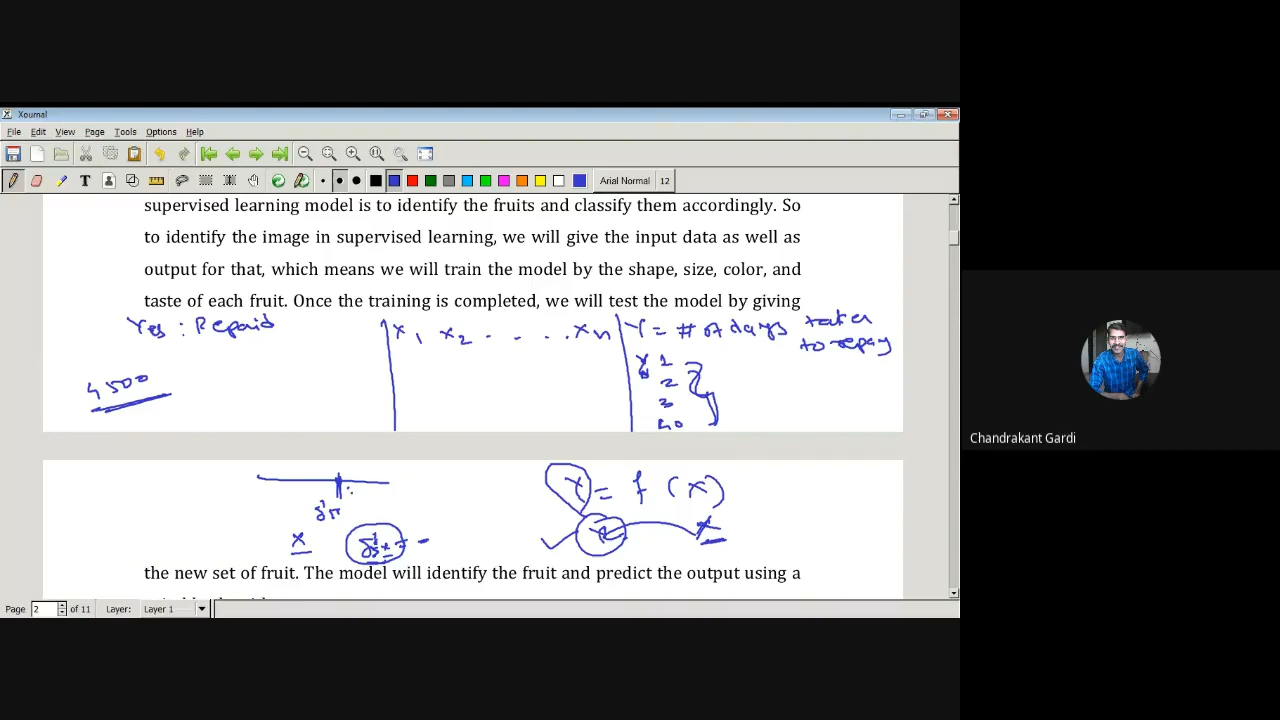 Xournal
File Edit View Page Tools Options Help
Arial Normal 12
supervised learning model is to identify the fruits and classify them accordingly. So
to identify the image in supervised learning, we will give the input data as well as
output for that, which means we will train the model by the shape, size, color, and
taste of each fruit. Once the training is completed, we will test the model by giving
Yes : Repaid
4500
x1 x2 . . . . xn
Y = # of days taken
to repay
1
2
3
40
Y = f (x)
x
the new set of fruit. The model will identify the fruit and predict the output using a
Page 2 of 11 Layer: Layer 1
Chandrakant Gardi